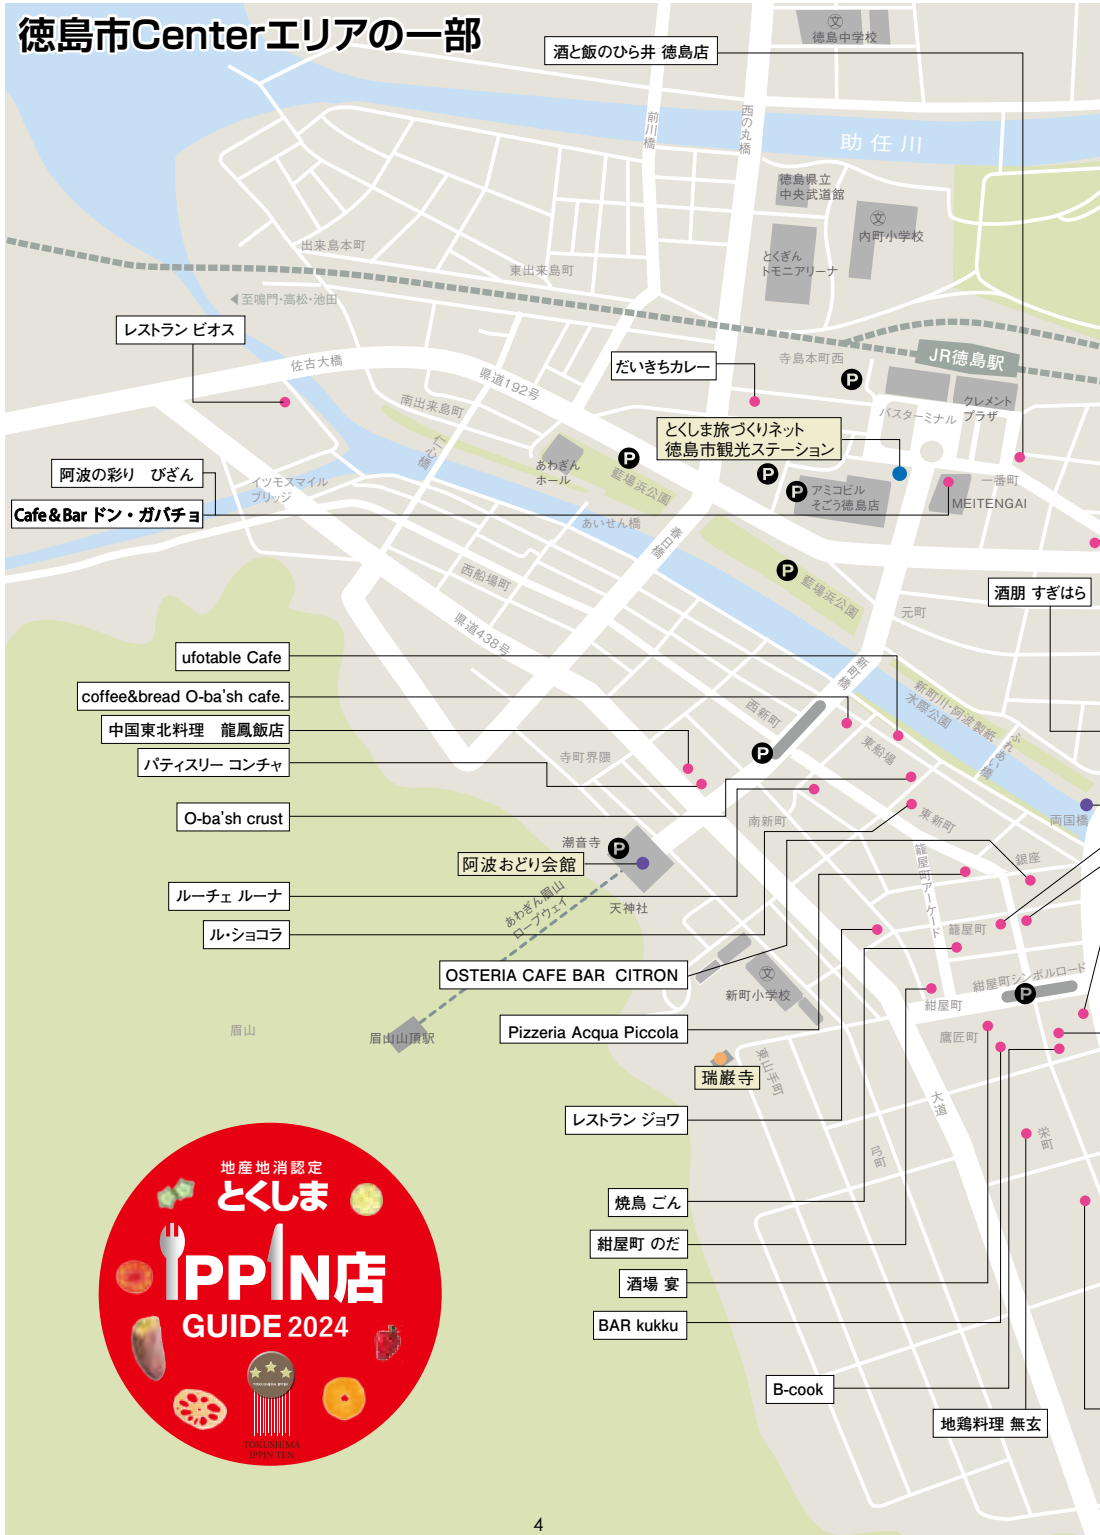 徳島市Centerエリアの一部
酒と飯のひら井 徳島店
徳島中学校
文
前川橋
西の丸橋
助任川
徳島県立
中央武道館
文
内町小学校
とくぎん
トモニアリーナ
出来島本町
東出来島町
至鳴門・高松・池田
レストラン ビオス
佐古大橋
県道192号
だいきちカレー
寺島本町西
JR徳島駅
P
南出来島町
仁心橋
クレメント
プラザ
バスターミナル
とくしま旅づくりネット
徳島市観光ステーション
阿波の彩り びざん
Cafe&Bar ドン・ガバチョ
イツモスマイル
ブリッジ
あわぎん
ホール
P
藍場浜公園
P
P
アミコビル
そごう徳島店
一番町
MEITENGAI
あいせん橋
春日橋
西船場町
P
藍場浜公園
酒朋 すぎはら
元町
県道438号
ufotable Cafe
新町橋
coffee&bread O-ba'sh cafe.
西新町
新町川・阿波製紙
水際公園
中国東北料理 龍鳳飯店
パティスリー コンチャ
寺町界隈
P
東船場
ふれあい橋
O-ba'sh crust
南新町
東新町
両国橋
潮音寺
P
阿波おどり会館
籠屋町アーケード
銀座
ルーチェ ルーナ
あわぎん眉山
ロープウェイ
天神社
ル・ショコラ
籠屋町
OSTERIA CAFE BAR CITRON
文
新町小学校
紺屋町シンボルロード
P
紺屋町
Pizzeria Acqua Piccola
眉山
眉山山頂駅
鷹匠町
瑞巌寺
東山手町
大道
レストラン ジョワ
弓町
栄町
焼鳥 ごん
紺屋町 のだ
酒場 宴
BAR kukku
B-cook
地鶏料理 無玄
地産地消認定
とくしま
IPPIN店
GUIDE 2024
TOKUSHIMA
IPPIN TEN
4